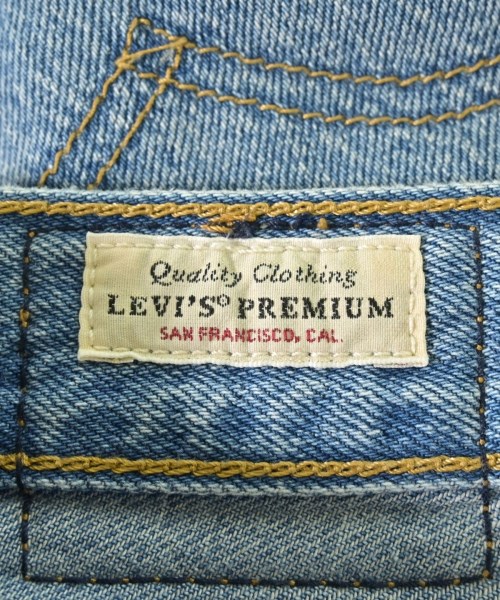 Quality Clothing
LEVI'S® PREMIUM
SAN FRANCISCO, CAL.